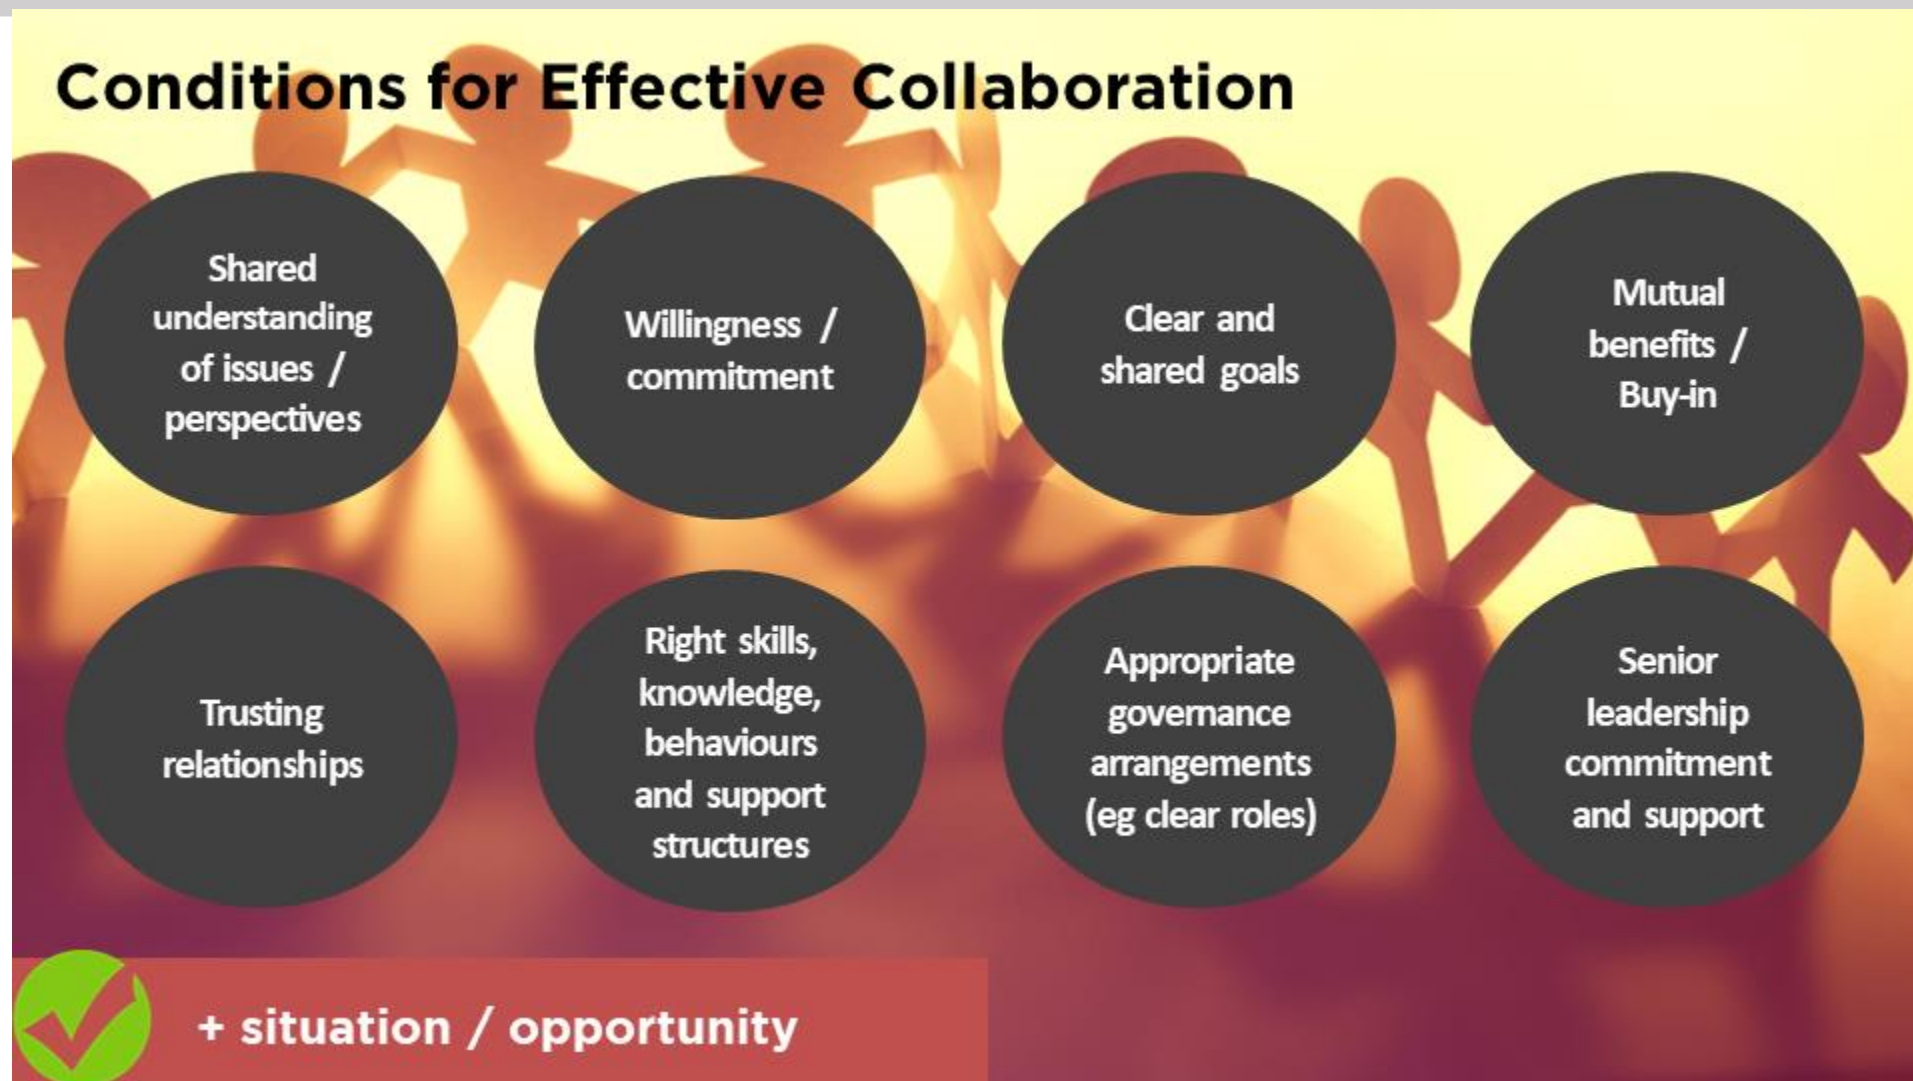 Conditions for Effective Collaboration
Shared
understanding
of issues /
perspectives
Willingness /
commitment
Clear and
shared goals
Mutual
benefits /
Buy-in
Trusting
relationships
Right skills,
knowledge,
behaviours
and support
structures
Appropriate
governance
arrangements
(eg clear roles)
Senior
leadership
commitment
and support
+ situation / opportunity